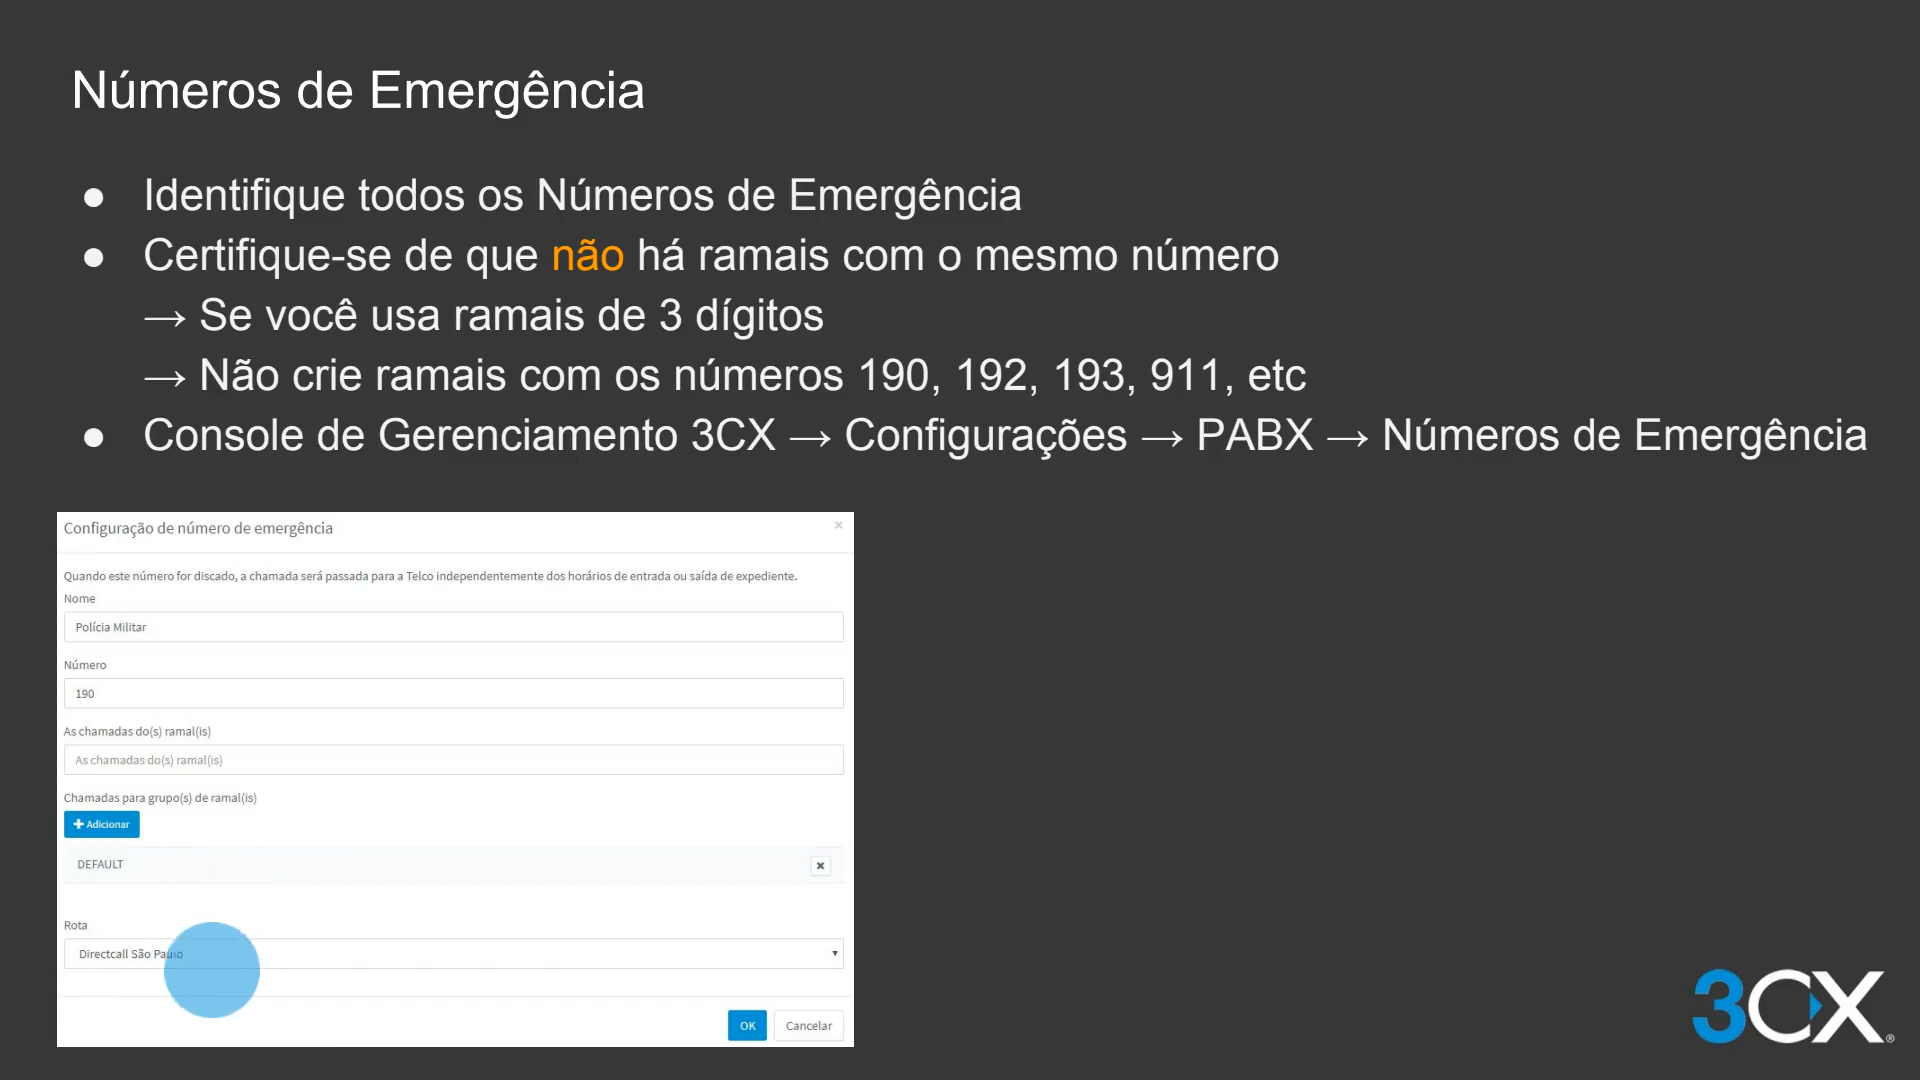 Números de Emergência
● Identifique todos os Números de Emergência
● Certifique-se de que não há ramais com o mesmo número
→ Se você usa ramais de 3 dígitos
→ Não crie ramais com os números 190, 192, 193, 911, etc
● Console de Gerenciamento 3CX → Configurações → PABX → Números de Emergência
Configuração de número de emergência
×
Quando este número for discado, a chamada será passada para a Telco independentemente dos horários de entrada ou saída de expediente.
Nome
Polícia Militar
Número
190
As chamadas do(s) ramal(is)
As chamadas do(s) ramal(is)
Chamadas para grupo(s) de ramal(is)
+ Adicionar
DEFAULT
Rota
Directcall São Paulo
OK Cancelar
3CX®